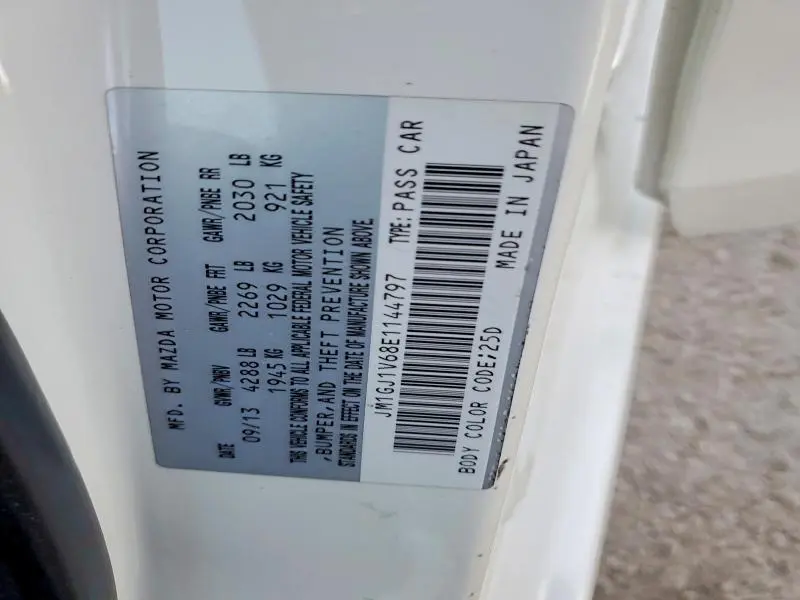 MFD. BY MAZDA MOTOR CORPORATION
DATE GVWR/PNBV GAWR/PNBE FRT GAWR/PNBE RR
09/13 4288 LB 2269 LB 2030 LB
1945 KG 1029 KG 921 KG
THIS VEHICLE CONFORMS TO ALL APPLICABLE FEDERAL MOTOR VEHICLE SAFETY
,BUMPER,AND THEFT PREVENTION
STANDARDS IN EFFECT ON THE DATE OF MANUFACTURE SHOWN ABOVE.
JM1GJ1V68E1144797 TYPE: PASS CAR
BODY COLOR CODE;25D MADE IN JAPAN